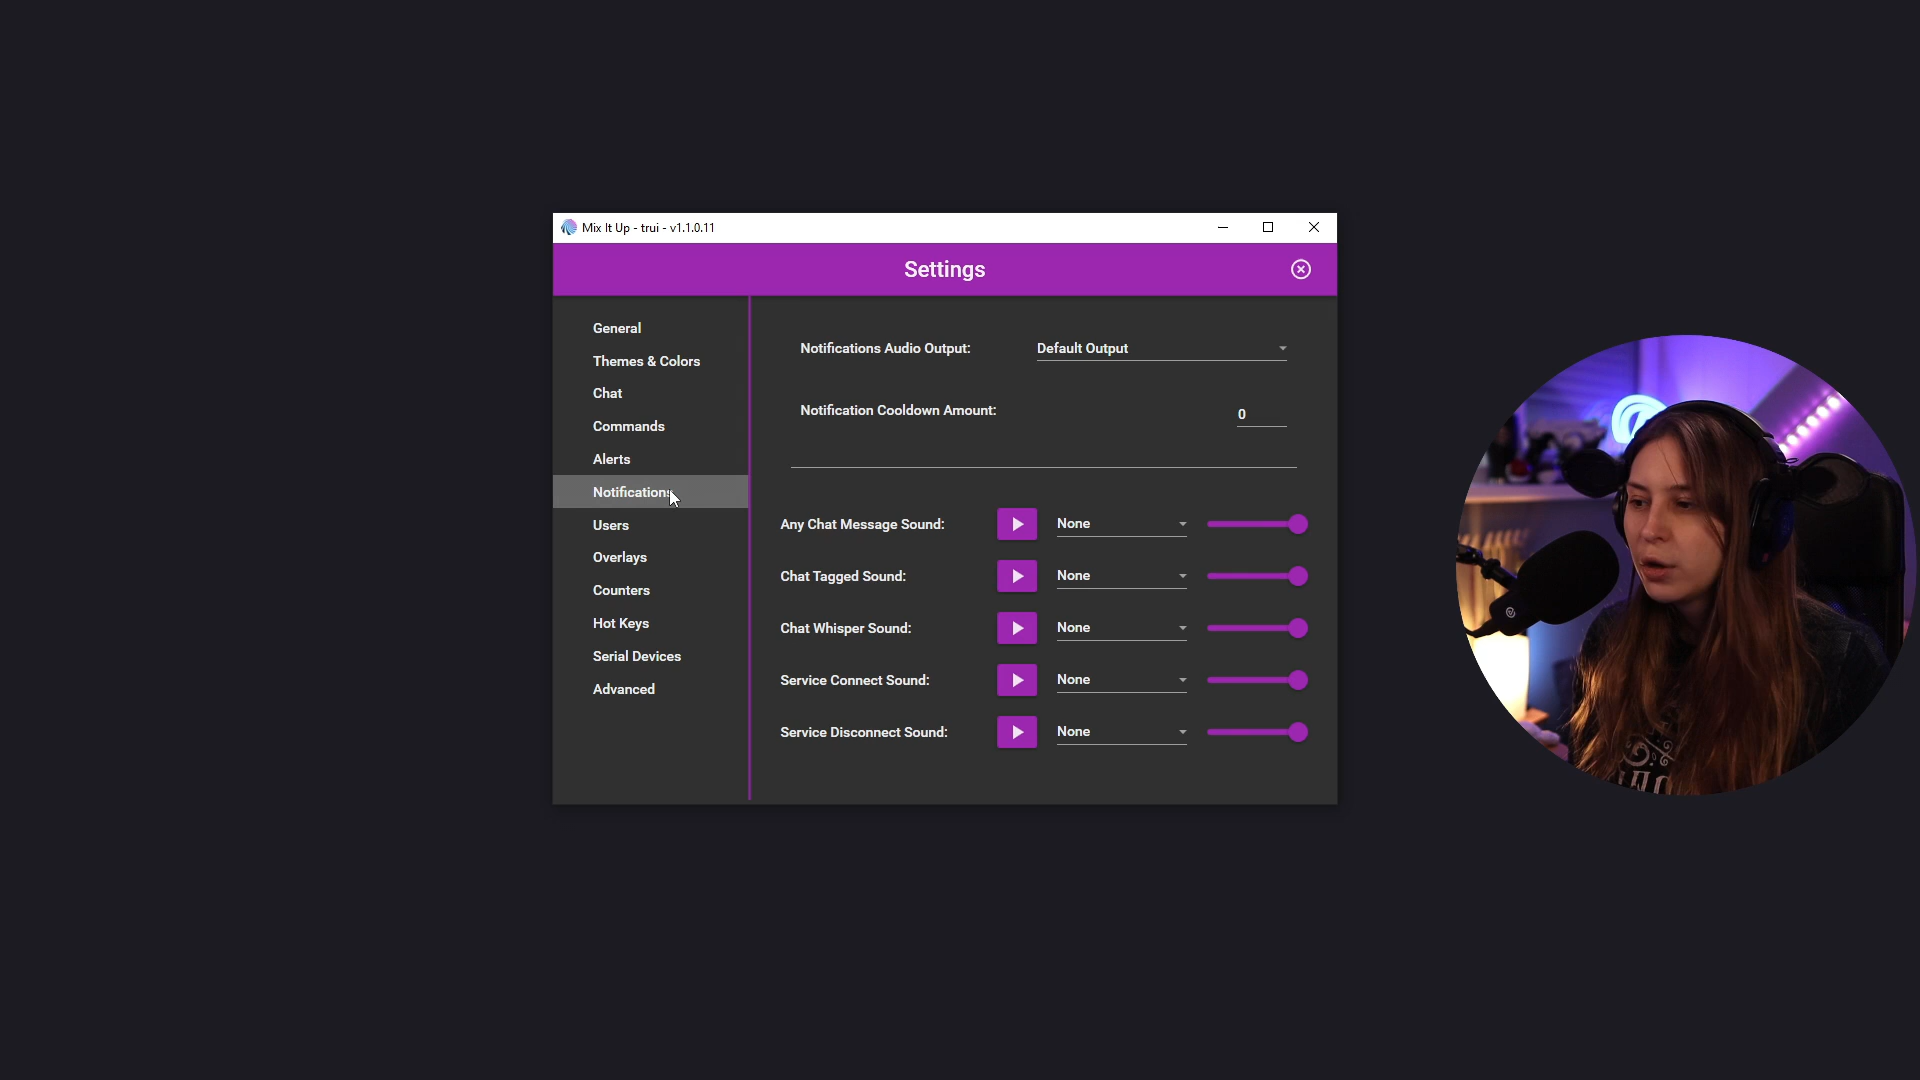 Mix It Up - trui - v1.1.0.11
Settings
General
Themes & Colors
Chat
Commands
Alerts
Notifications
Users
Overlays
Counters
Hot Keys
Serial Devices
Advanced
Notifications Audio Output: Default Output
Notification Cooldown Amount: 0
Any Chat Message Sound: None
Chat Tagged Sound: None
Chat Whisper Sound: None
Service Connect Sound: None
Service Disconnect Sound: None